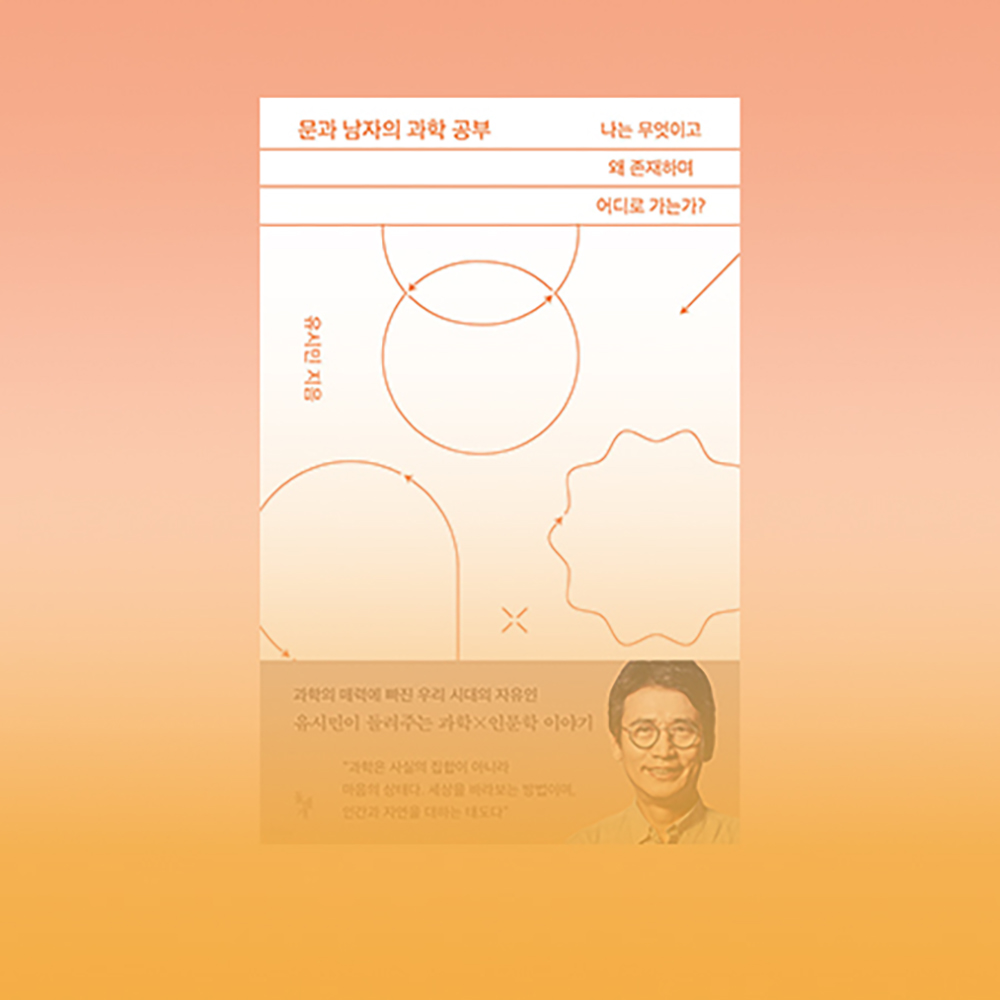 문과 남자의 과학 공부
나는 무엇이고
왜 존재하며
어디로 가는가?
유시민 지음
과학의 매력에 빠진 우리 시대의 자유인
유시민이 들려주는 과학×인문학 이야기
"과학은 사실의 집합이 아니라
마음의 상태다. 세상을 바라보는 방법이며,
인간과 자연을 대하는 태도다"